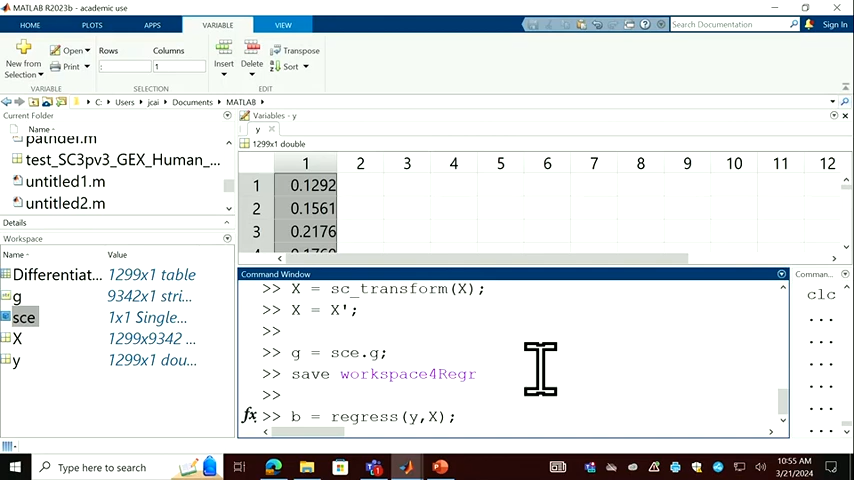 MATLAB R2023b - academic use
HOME PLOTS APPS VARIABLE VIEW
Search Documentation Sign In
New from Selection
Open
Print
Rows Columns
1
Insert Delete
Transpose
Sort
VARIABLE SELECTION EDIT
C: Users jcai Documents MATLAB
Current Folder
Name
pathdef.m
test_SC3pv3_GEX_Human_...
untitled1.m
untitled2.m
Details
Workspace
Name Value
Differentiat... 1299x1 table
g 9342x1 stri...
sce 1x1 Single...
X 1299x9342 ...
y 1299x1 dou...
Variables - y
y
1299x1 double
1 2 3 4 5 6 7 8 9 10 11 12
1 0.1292
2 0.1561
3 0.2176
Command Window
>> X = sc_transform(X);
>> X = X';
>>
>> g = sce.g;
>> save workspace4Regr
>>
fx >> b = regress(y,X);
Comman...
clc
...
...
...
...
...
...
Type here to search
10:55 AM
3/21/2024